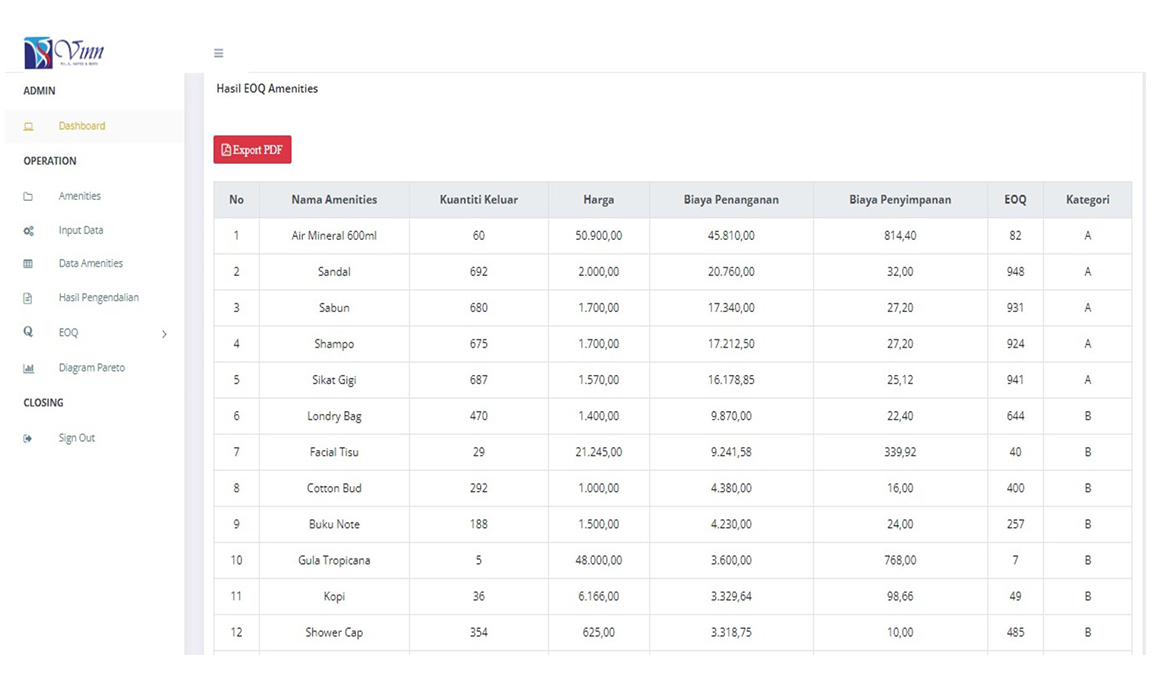 Vinn
ADMIN
Dashboard
OPERATION
Amenities
Input Data
Data Amenities
Hasil Pengendalian
EOQ
Diagram Pareto
CLOSING
Sign Out
Hasil EOQ Amenities
Export PDF
No Nama Amenities Kuantiti Keluar Harga Biaya Penanganan Biaya Penyimpanan EOQ Kategori
1 Air Mineral 600ml 60 50.900,00 45.810,00 814,40 82 A
2 Sandal 692 2.000,00 20.760,00 32,00 948 A
3 Sabun 680 1.700,00 17.340,00 27,20 931 A
4 Shampo 675 1.700,00 17.212,50 27,20 924 A
5 Sikat Gigi 687 1.570,00 16.178,85 25,12 941 A
6 Londry Bag 470 1.400,00 9.870,00 22,40 644 B
7 Facial Tisu 29 21.245,00 9.241,58 339,92 40 B
8 Cotton Bud 292 1.000,00 4.380,00 16,00 400 B
9 Buku Note 188 1.500,00 4.230,00 24,00 257 B
10 Gula Tropicana 5 48.000,00 3.600,00 768,00 7 B
11 Kopi 36 6.166,00 3.329,64 98,66 49 B
12 Shower Cap 354 625,00 3.318,75 10,00 485 B